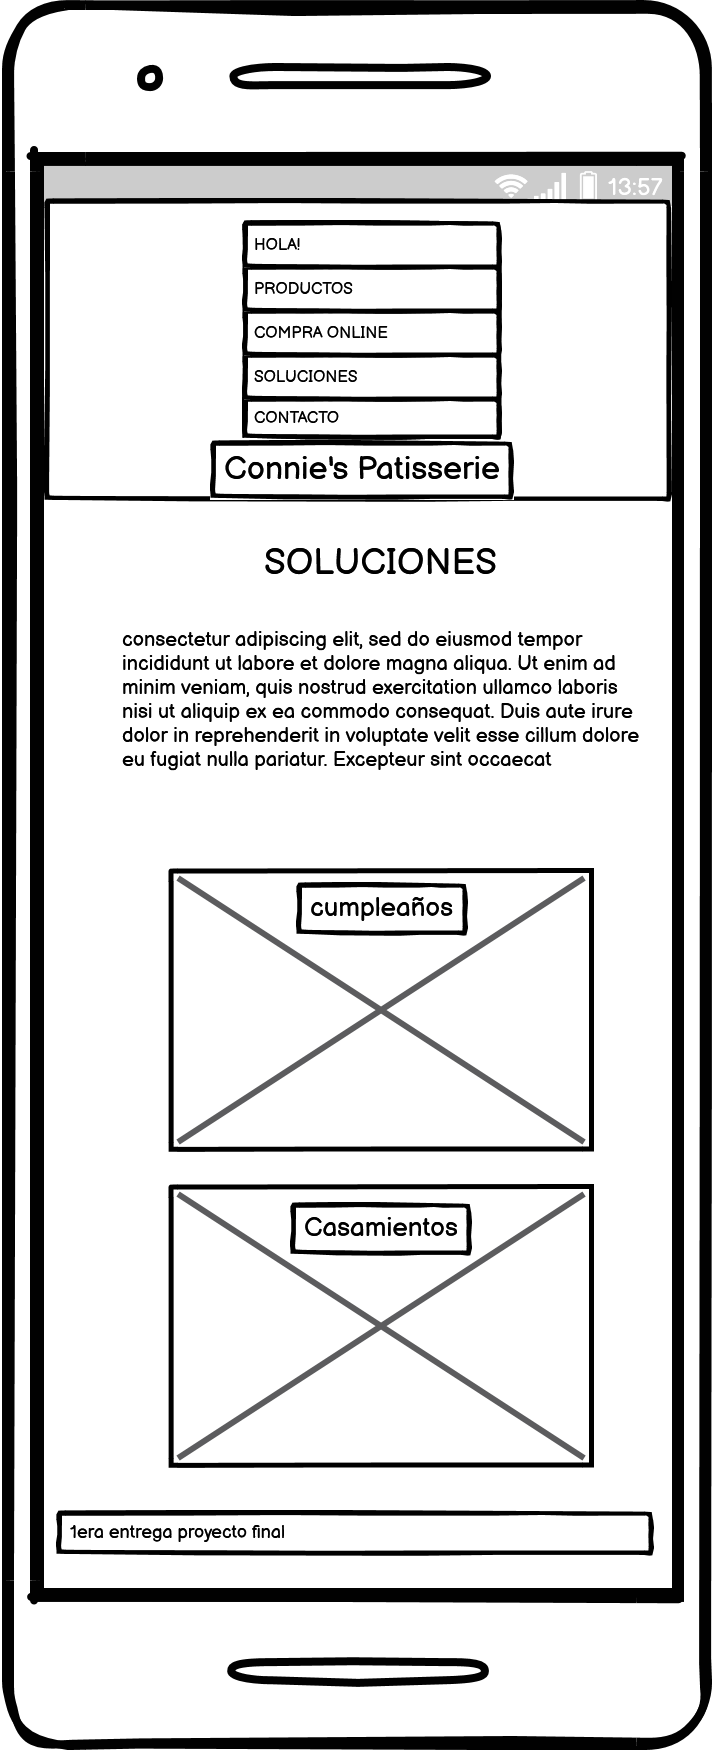 13:57
HOLA!
PRODUCTOS
COMPRA ONLINE
SOLUCIONES
CONTACTO
Connie's Patisserie
SOLUCIONES
consectetur adipiscing elit, sed do eiusmod tempor
incididunt ut labore et dolore magna aliqua. Ut enim ad
minim veniam, quis nostrud exercitation ullamco laboris
nisi ut aliquip ex ea commodo consequat. Duis aute irure
dolor in reprehenderit in voluptate velit esse cillum dolore
eu fugiat nulla pariatur. Excepteur sint occaecat
cumpleaños
Casamientos
1era entrega proyecto final